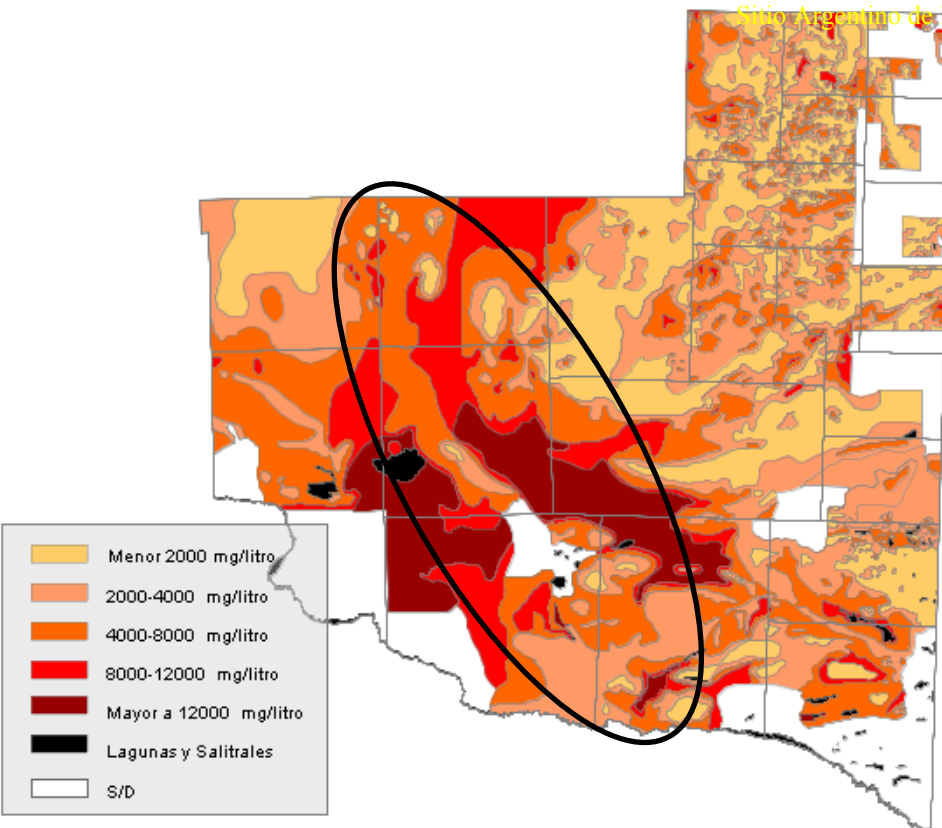 Sitio Argentino de
Menor 2000 mg/litro
2000-4000 mg/litro
4000-8000 mg/litro
8000-12000 mg/litro
Mayor a 12000 mg/litro
Lagunas y Salitrales
S/D